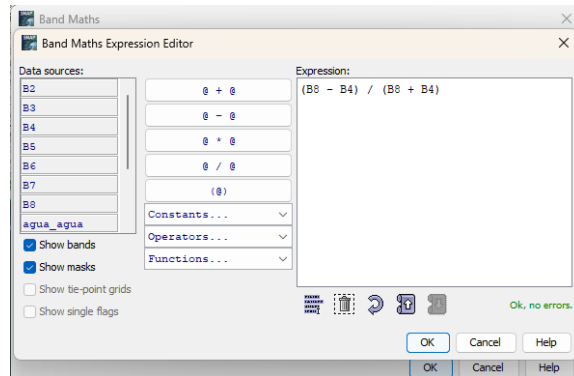 Band Maths
Band Maths Expression Editor
Data sources:
Expression:
B2
B3
B4
B5
B6
B7
B8
agua_agua
@ + @
@ - @
@ * @
@ / @
(@)
Constants...
Operators...
Functions...
(B8 - B4) / (B8 + B4)
Show bands
Show masks
Show tie-point grids
Show single flags
Ok, no errors.
OK Cancel Help
OK Cancel Help